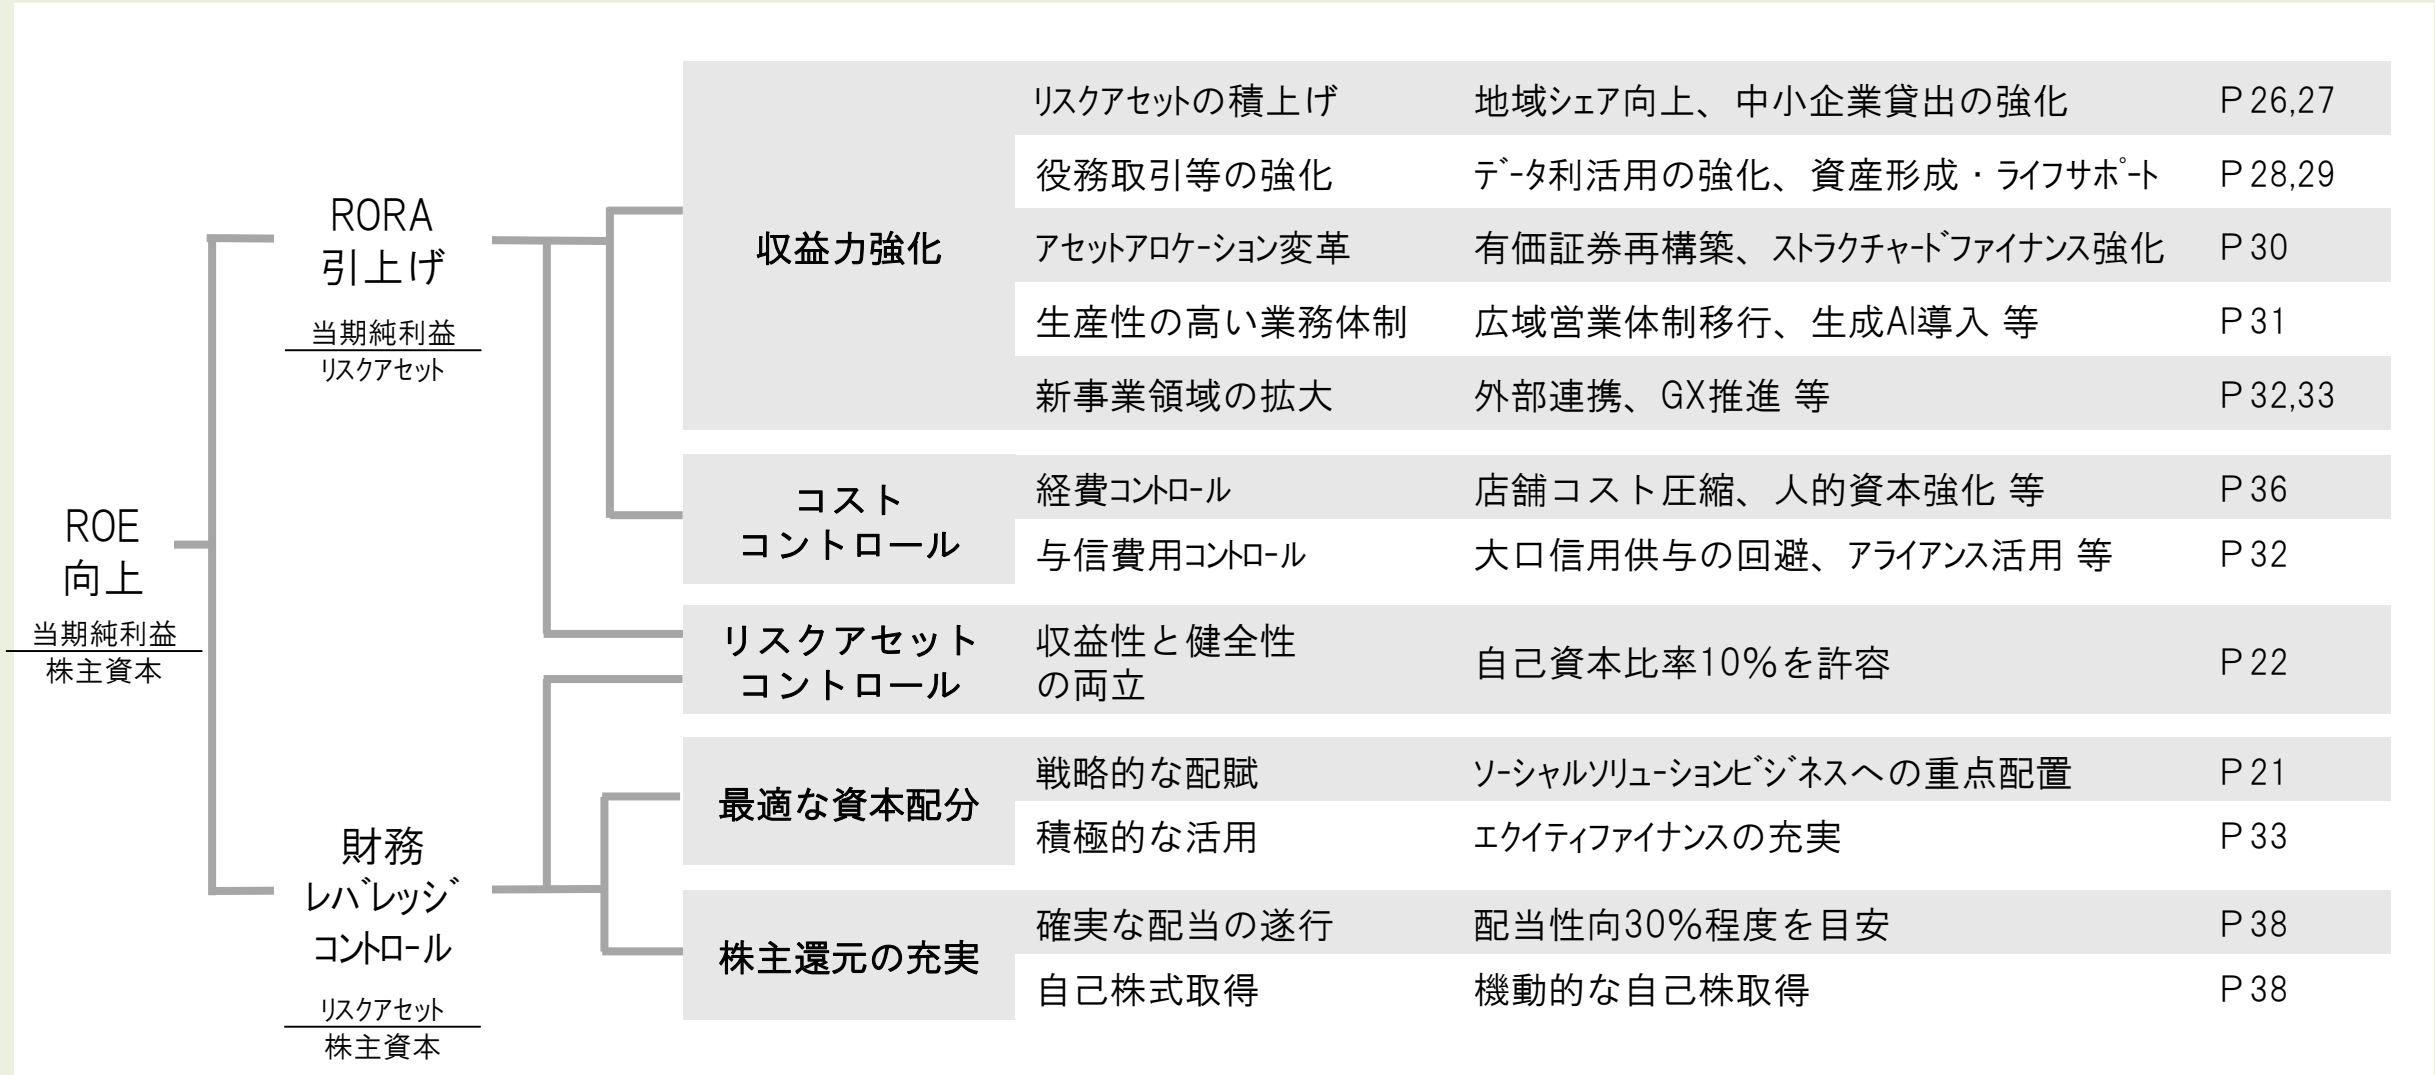 ROE
向上
当期純利益
株主資本
RORA
引上げ
当期純利益
リスクアセット
財務
レバレッジ
コントロール
リスクアセット
株主資本
収益力強化
リスクアセットの積上げ 地域シェア向上、中小企業貸出の強化 P26,27
役務取引等の強化 データ利活用の強化、資産形成・ライフサポート P28,29
アセットアロケーション変革 有価証券再構築、ストラクチャードファイナンス強化 P30
生産性の高い業務体制 広域営業体制移行、生成AI導入 等 P31
新事業領域の拡大 外部連携、GX推進 等 P32,33
コスト
コントロール
経費コントロール 店舗コスト圧縮、人的資本強化 等 P36
与信費用コントロール 大口信用供与の回避、アライアンス活用 等 P32
リスクアセット
コントロール
収益性と健全性
の両立
自己資本比率10%を許容 P22
最適な資本配分
戦略的な配賦 ソーシャルソリューションビジネスへの重点配置 P21
積極的な活用 エクイティファイナンスの充実 P33
株主還元の充実
確実な配当の遂行 配当性向30%程度を目安 P38
自己株式取得 機動的な自己株取得 P38